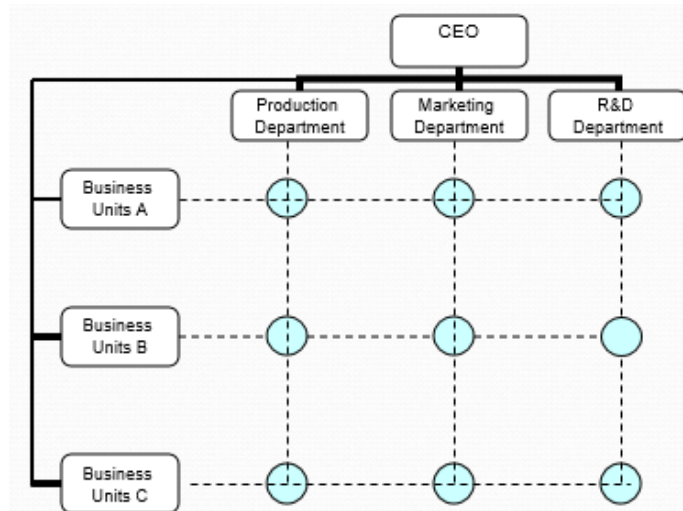 CEO
Production
Department
Marketing
Department
R&D
Department
Business
Units A
Business
Units B
Business
Units C